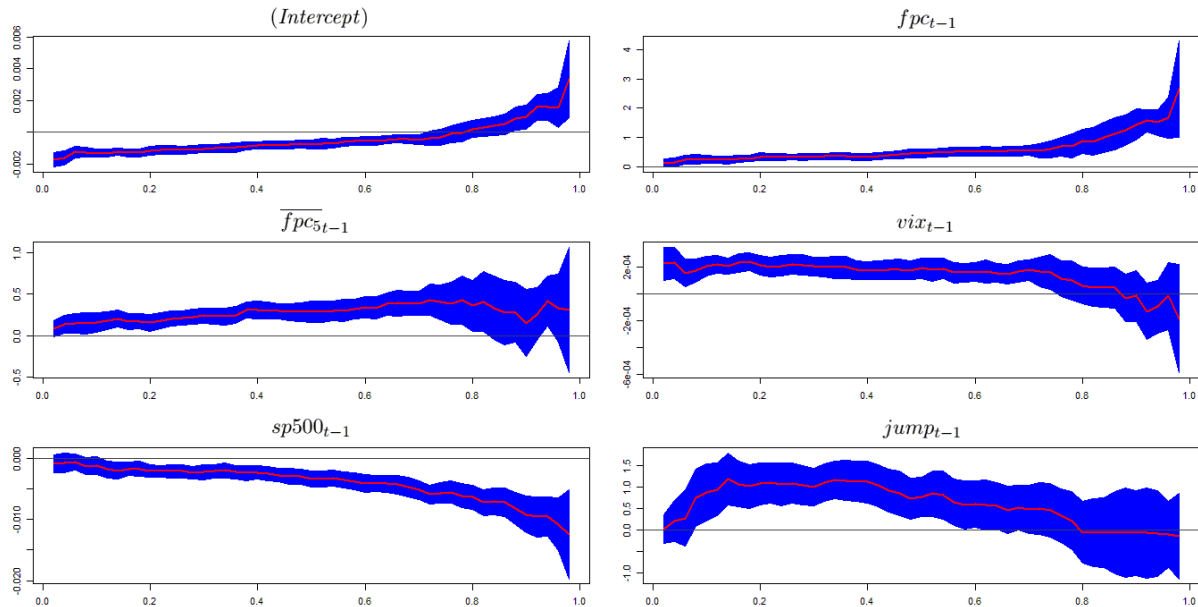 (Intercept)
-0.002 0.002 0.004 0.006
0.0 0.2 0.4 0.6 0.8 1.0
fpc_{t-1}
0 1 2 3 4
0.0 0.2 0.4 0.6 0.8 1.0
\overline{fpc_5}_{t-1}
-0.5 0.0 0.5 1.0
0.0 0.2 0.4 0.6 0.8 1.0
vix_{t-1}
-6e-04 -2e-04 2e-04
0.0 0.2 0.4 0.6 0.8 1.0
sp500_{t-1}
-0.020 -0.010 0.000
0.0 0.2 0.4 0.6 0.8 1.0
jump_{t-1}
-1.0 0.0 0.5 1.0 1.5
0.0 0.2 0.4 0.6 0.8 1.0